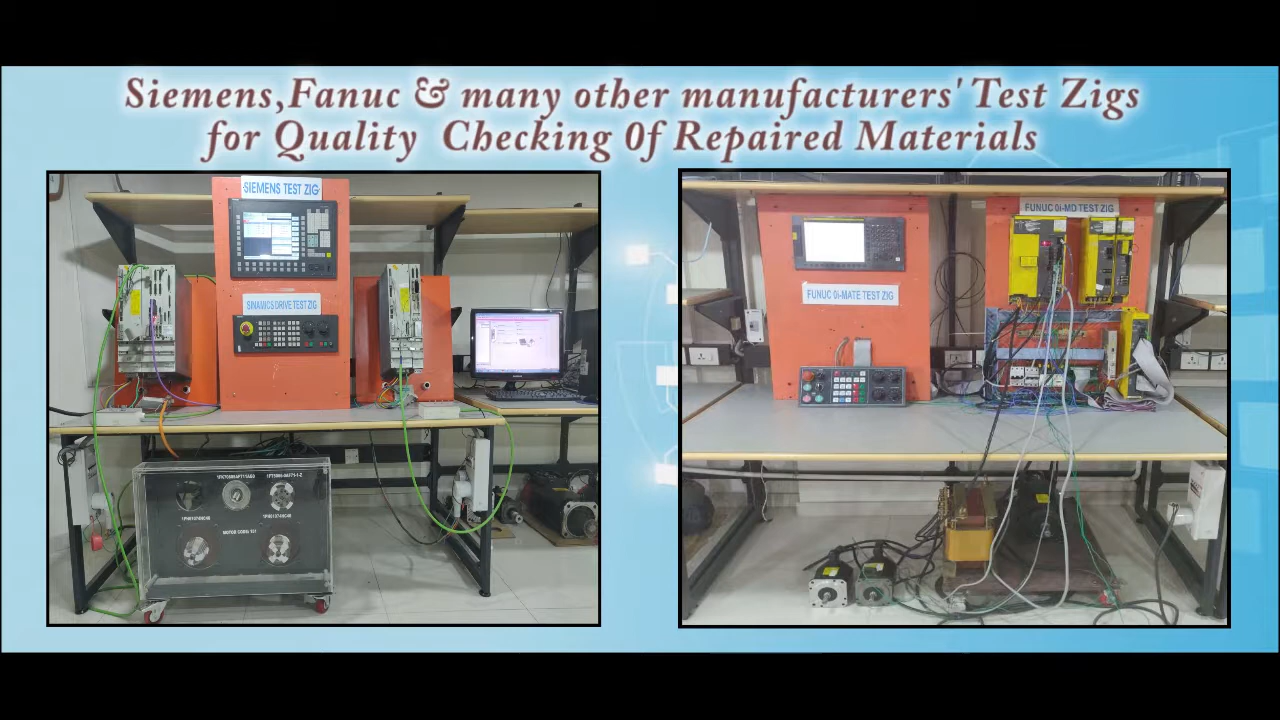 Siemens,Fanuc & many other manufacturers' Test Zigs
for Quality Checking 0f Repaired Materials
SIEMENS TEST ZIG
SINAMICS DRIVE TEST ZIG
MOTOR CODE: 101
FUNUC 0i-MD TEST ZIG
FUNUC 0i-MATE TEST ZIG